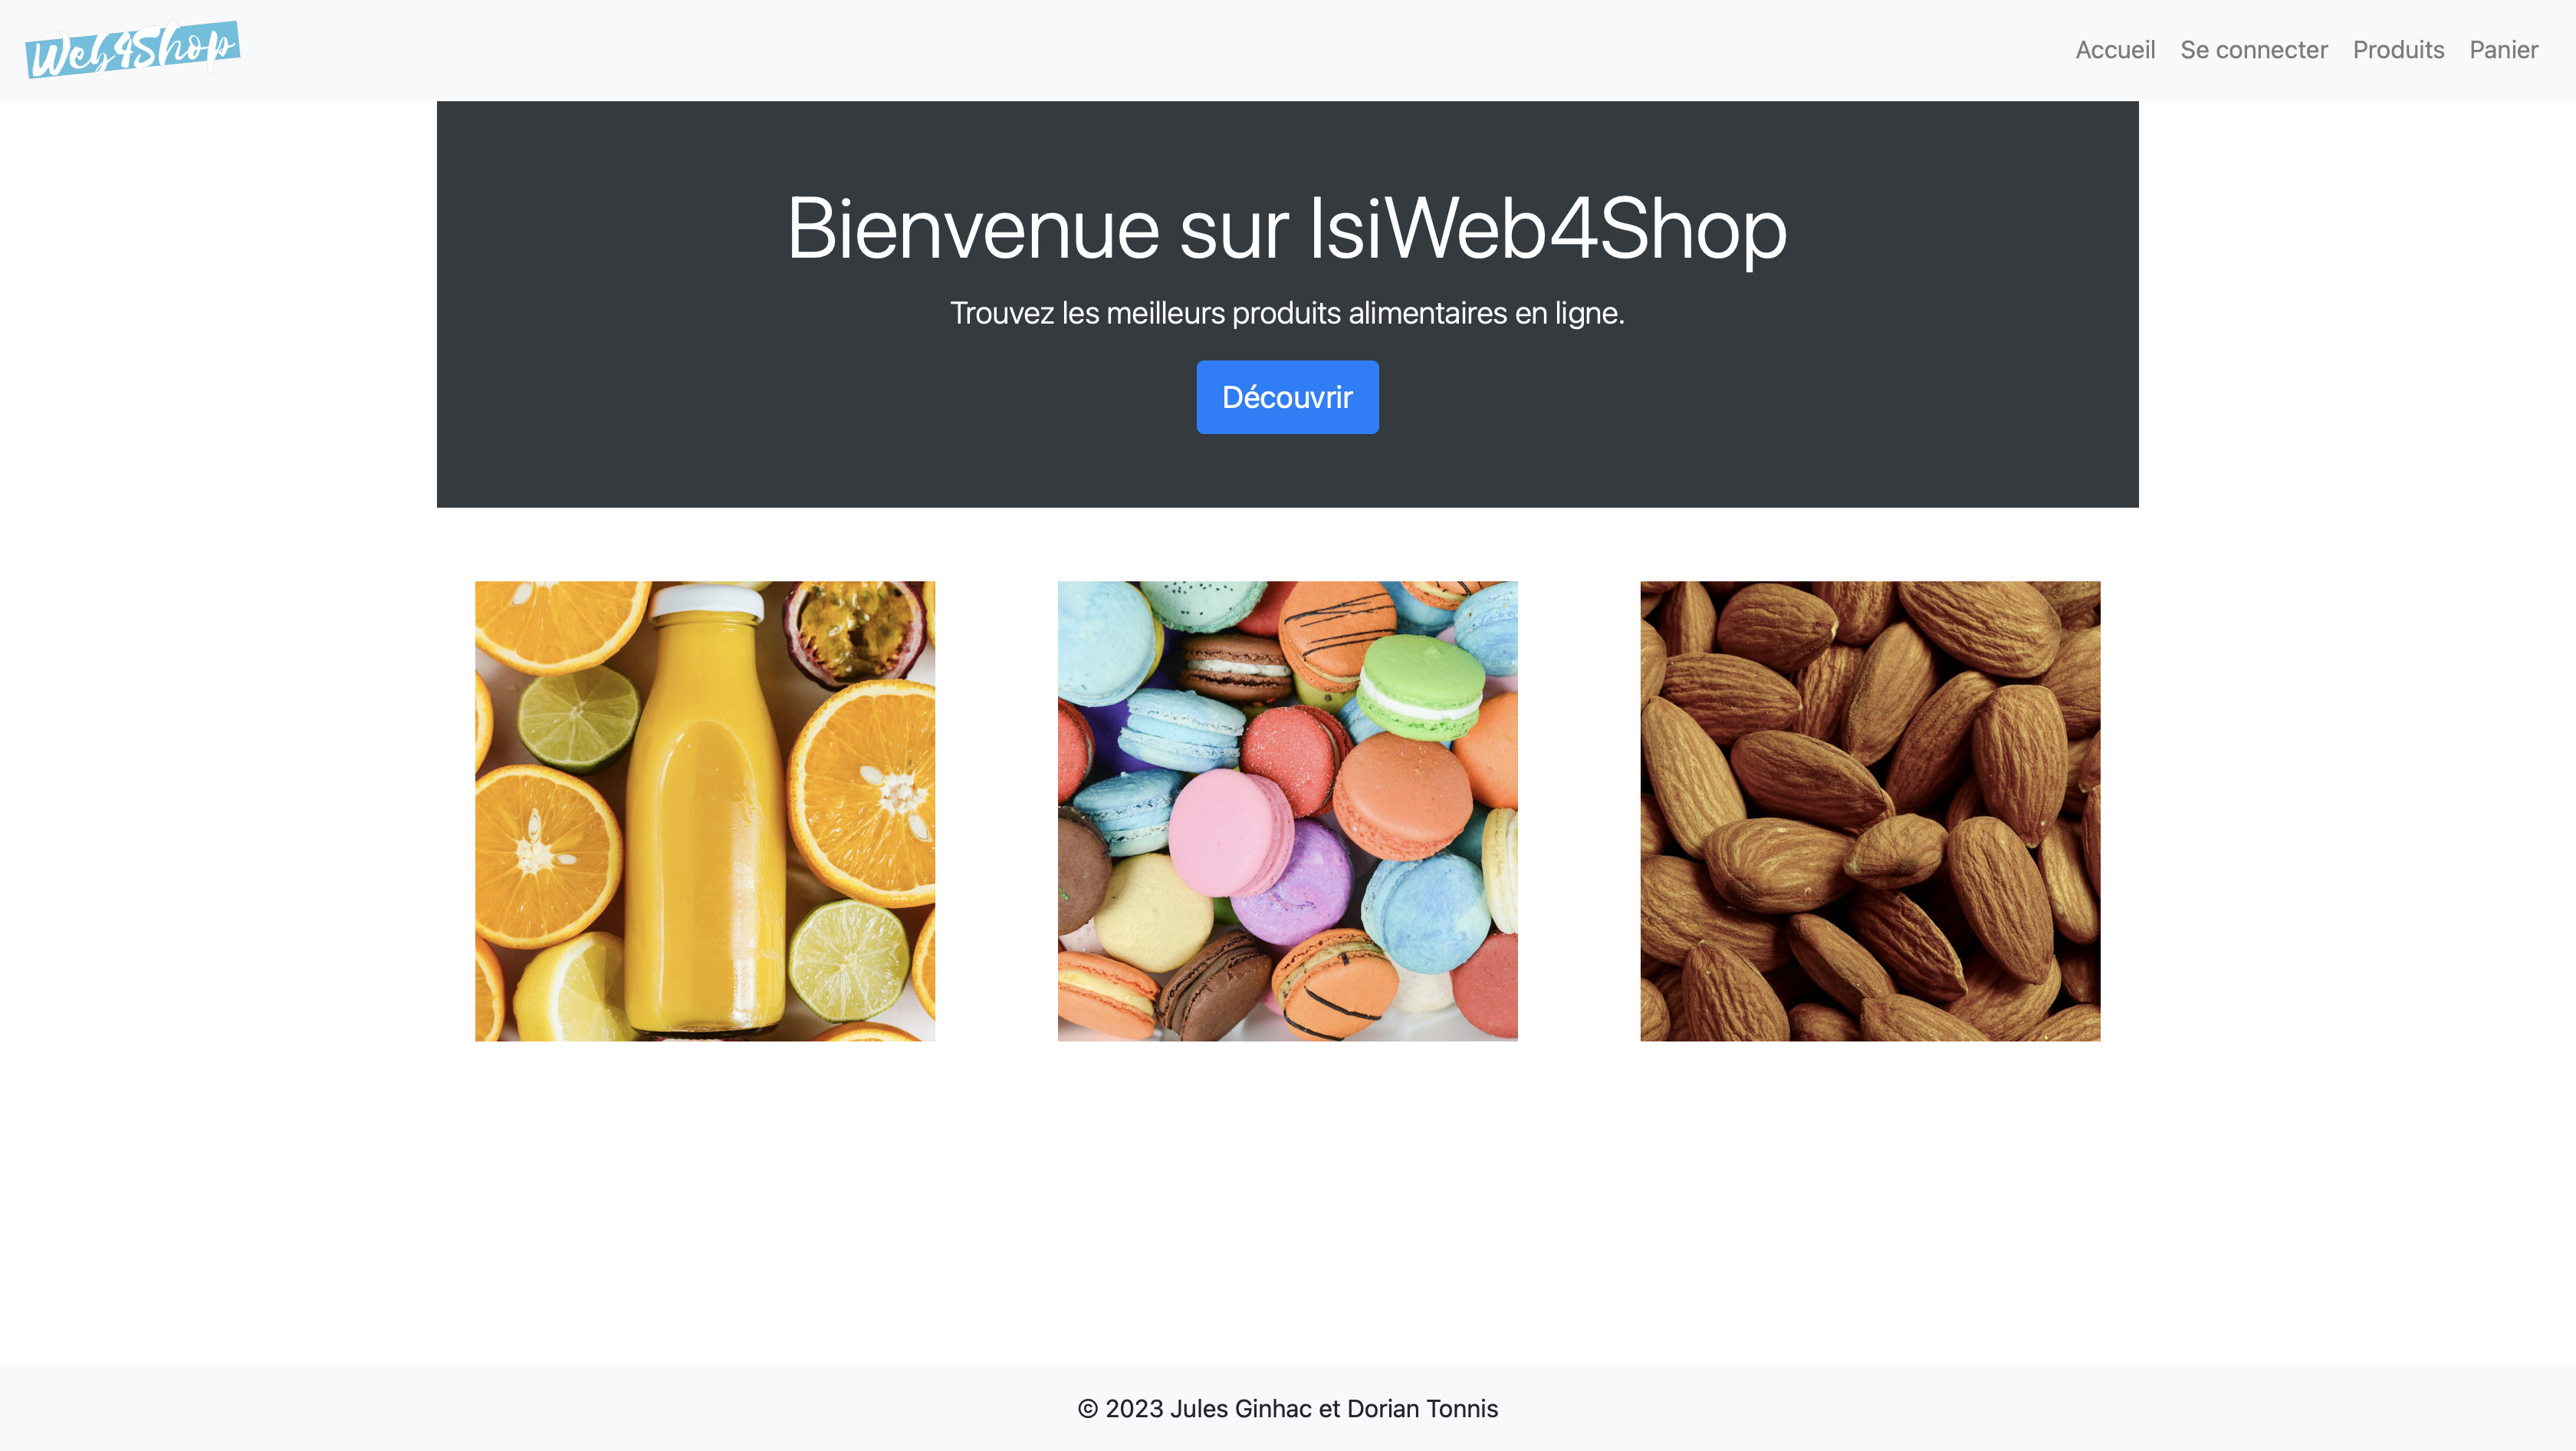 Web4Shop
Accueil Se connecter Produits Panier
Bienvenue sur IsiWeb4Shop
Trouvez les meilleurs produits alimentaires en ligne.
Découvrir
© 2023 Jules Ginhac et Dorian Tonnis